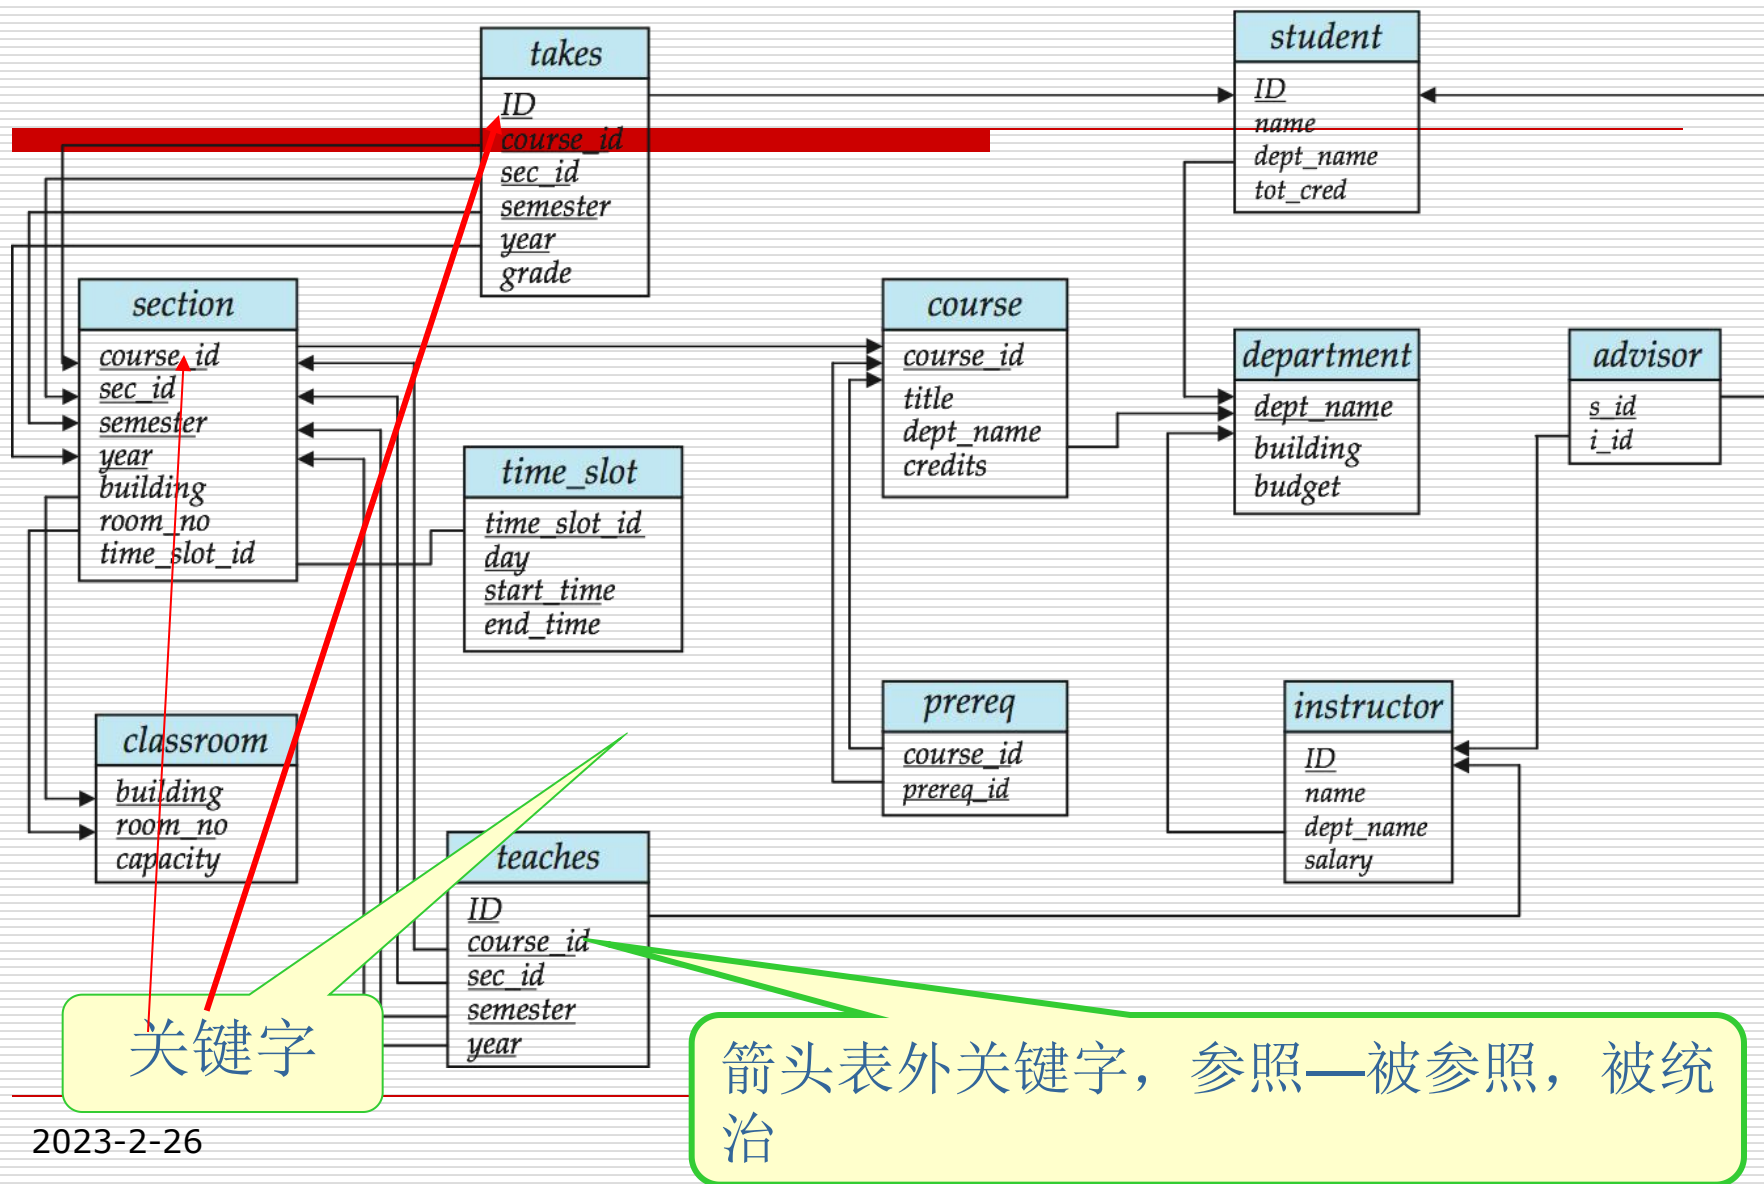 takes
ID
course_id
sec_id
semester
year
grade
student
ID
name
dept_name
tot_cred
section
course_id
sec_id
semester
year
building
room_no
time_slot_id
time_slot
time_slot_id
day
start_time
end_time
course
course_id
title
dept_name
credits
department
dept_name
building
budget
advisor
s_id
i_id
classroom
building
room_no
capacity
prereq
course_id
prereq_id
instructor
ID
name
dept_name
salary
teaches
ID
course_id
sec_id
semester
year
关键字
箭头表外关键字，参照—被参照，被统
治
2023-2-26